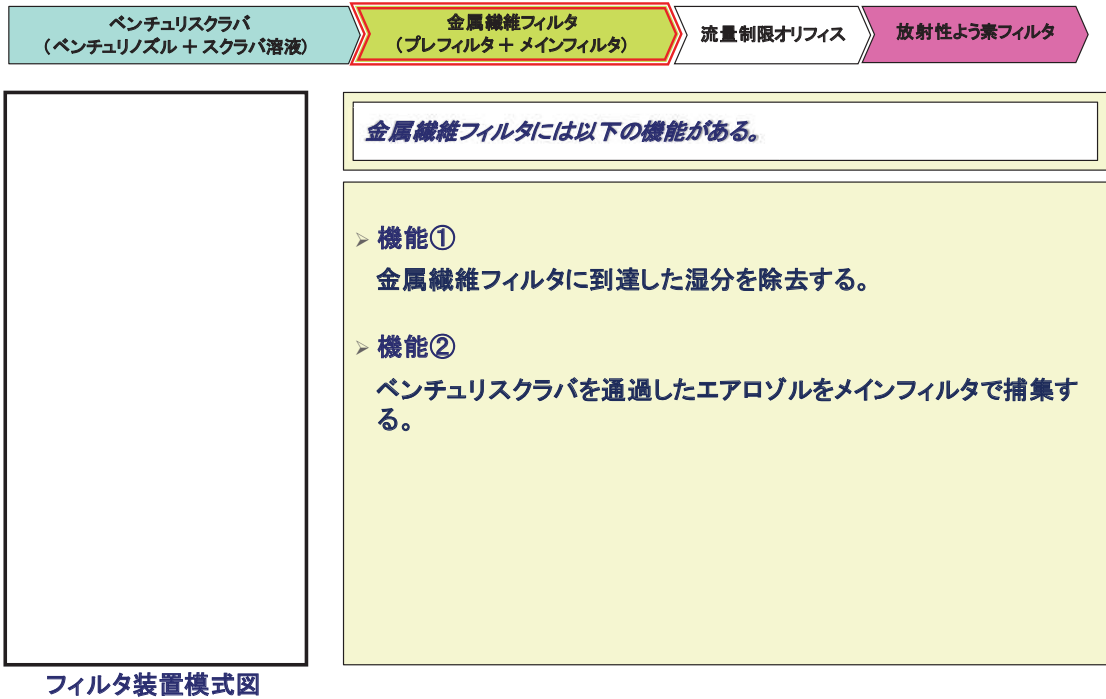 ベンチュリスクラバ
（ベンチュリノズル ＋ スクラバ溶液）
金属繊維フィルタ
（プレフィルタ ＋ メインフィルタ）
流量制限オリフィス
放射性よう素フィルタ
金属繊維フィルタには以下の機能がある。
➢ 機能①
金属繊維フィルタに到達した湿分を除去する。
➢ 機能②
ベンチュリスクラバを通過したエアロゾルをメインフィルタで捕集す
る。
フィルタ装置模式図